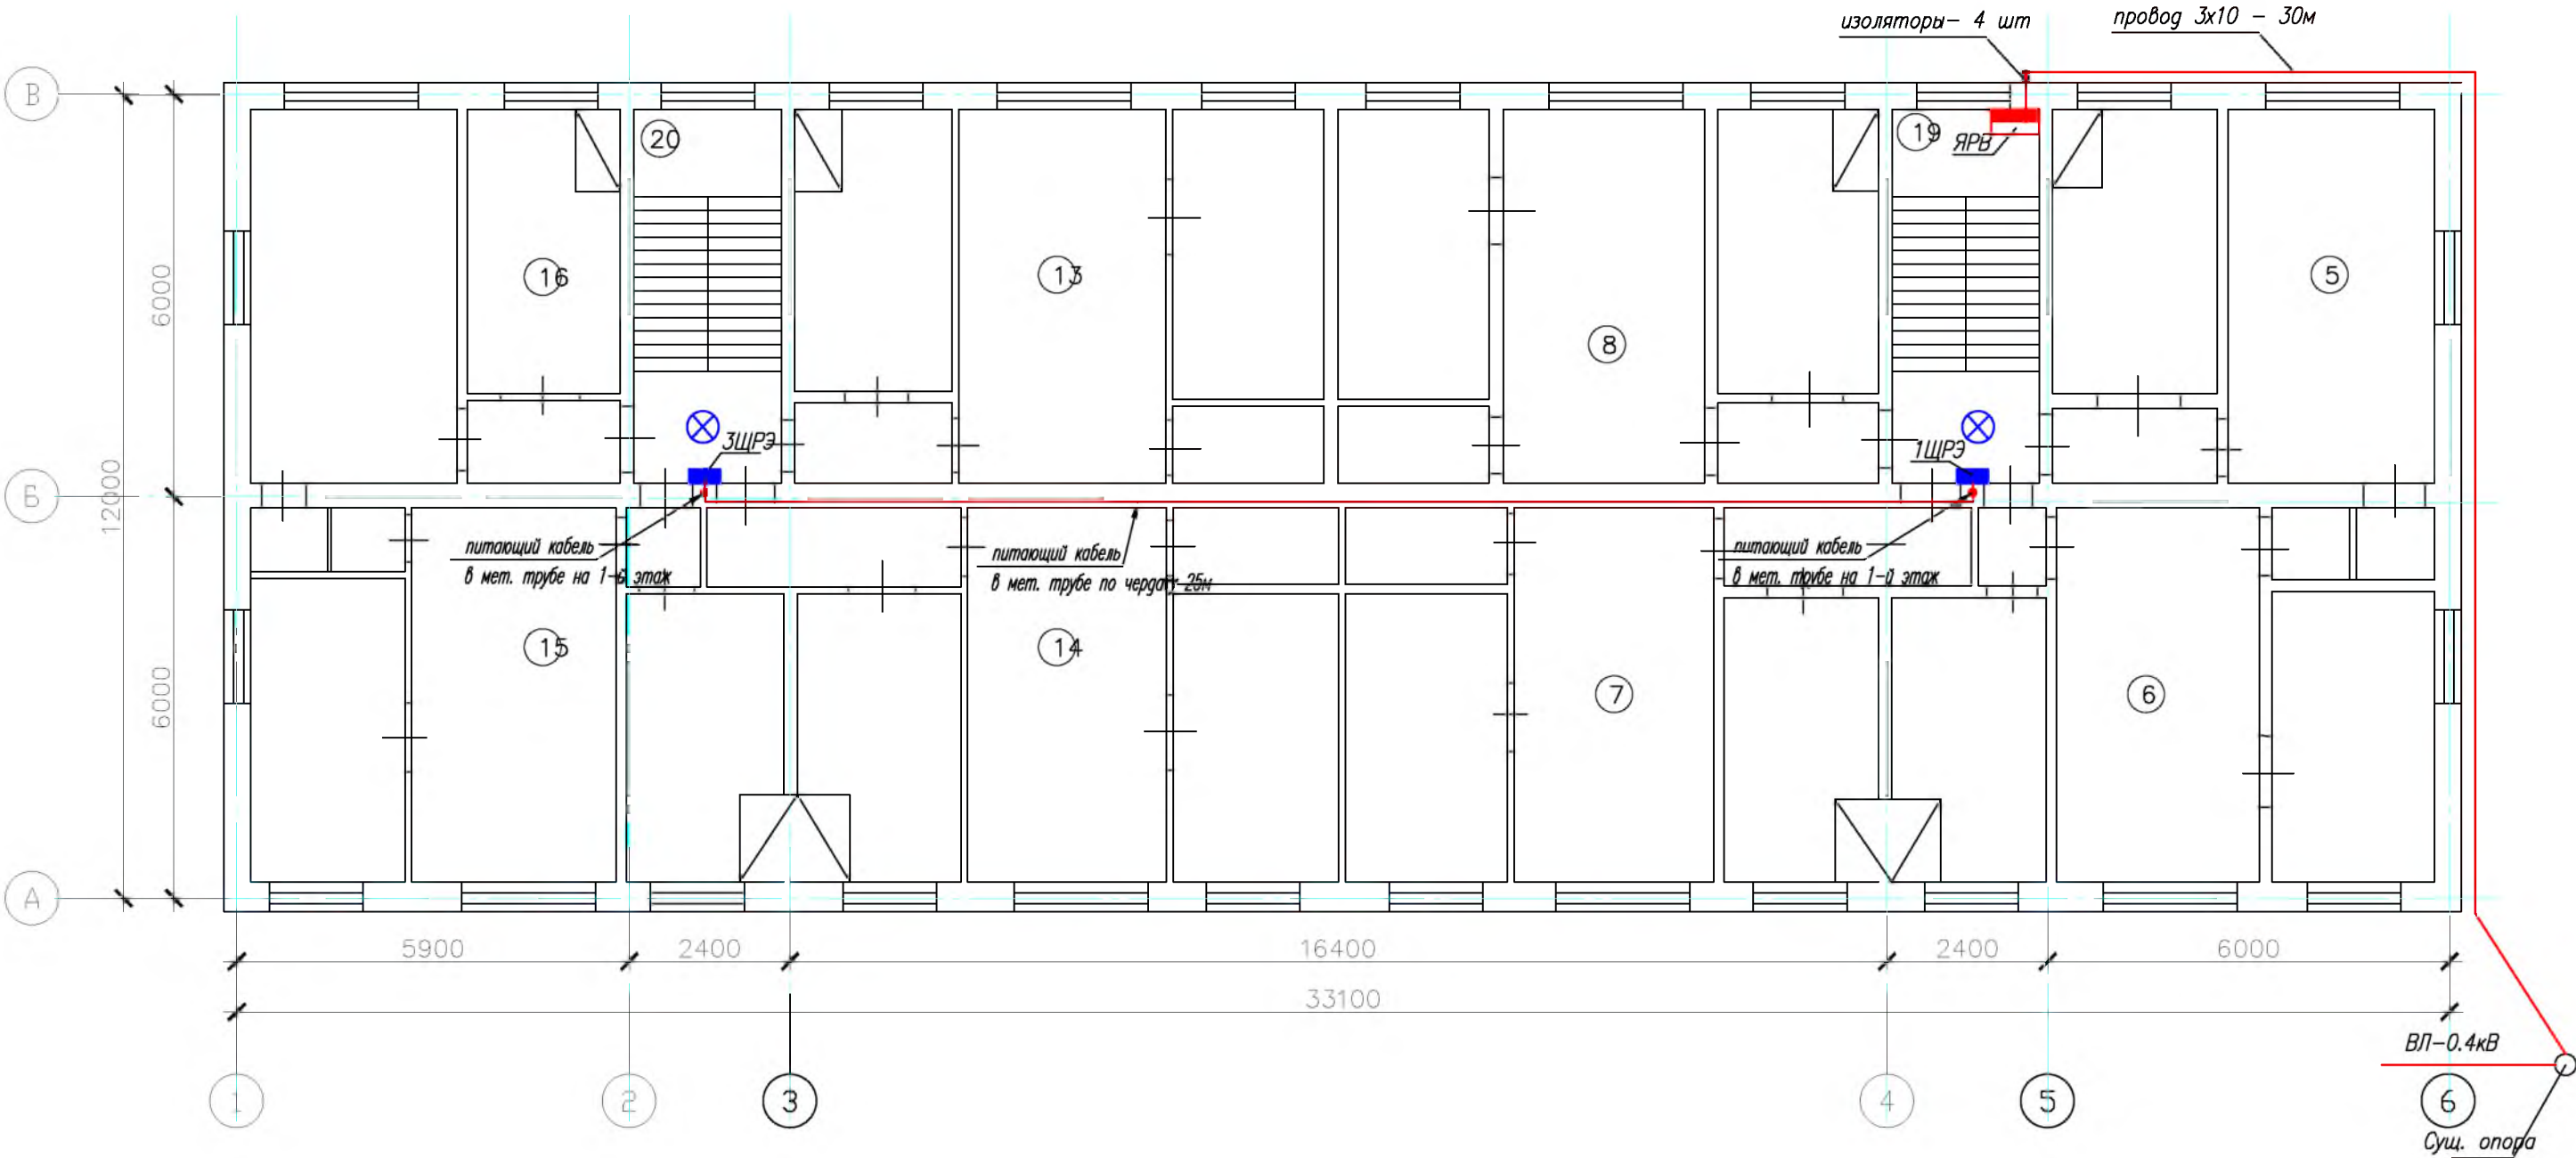 изоляторы- 4 шт
провод 3х10 - 30м
В
20
19
ЯРВ
6000
16
13
5
8
12000
3ЩРЭ
1ЩРЭ
Б
питающий кабель
в мет. трубе на 1-й этаж
питающий кабель
в мет. трубе по чердаку 25м
питающий кабель
в мет. трубе на 1-й этаж
6000
15
14
7
6
А
5900
2400
16400
2400
6000
33100
ВЛ-0.4кВ
1
2
3
4
5
6
Сущ. опора